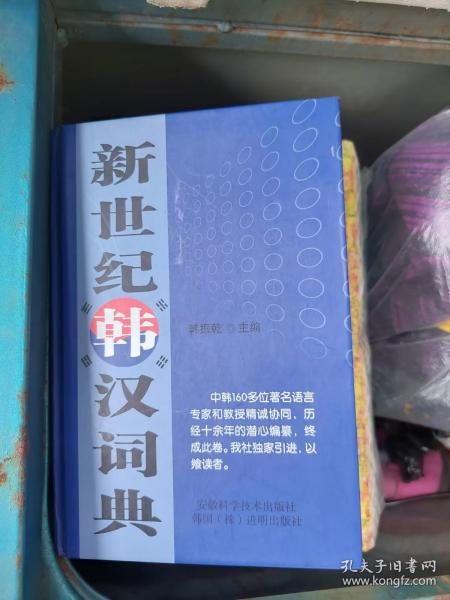 新世纪韩汉词典
韩振乾◎主编
中韩160多位著名语言
专家和教授精诚协同，历
经十余年的潜心编纂，终
成此卷。我社独家引进，以
飨读者。
安徽科学技术出版社
韩国（株）进明出版社
孔夫子旧书网
www.kongfz.com